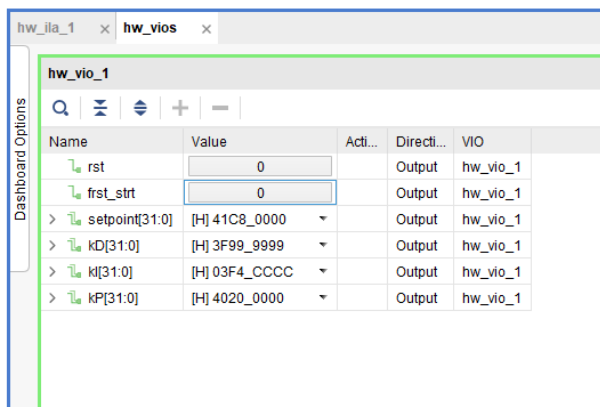 hw_ila_1 × hw_vios ×
Dashboard Options
hw_vio_1
Name Value Acti... Directi... VIO
rst 0 Output hw_vio_1
frst_strt 0 Output hw_vio_1
setpoint[31:0] [H] 41C8_0000 Output hw_vio_1
kD[31:0] [H] 3F99_9999 Output hw_vio_1
kI[31:0] [H] 03F4_CCCC Output hw_vio_1
kP[31:0] [H] 4020_0000 Output hw_vio_1